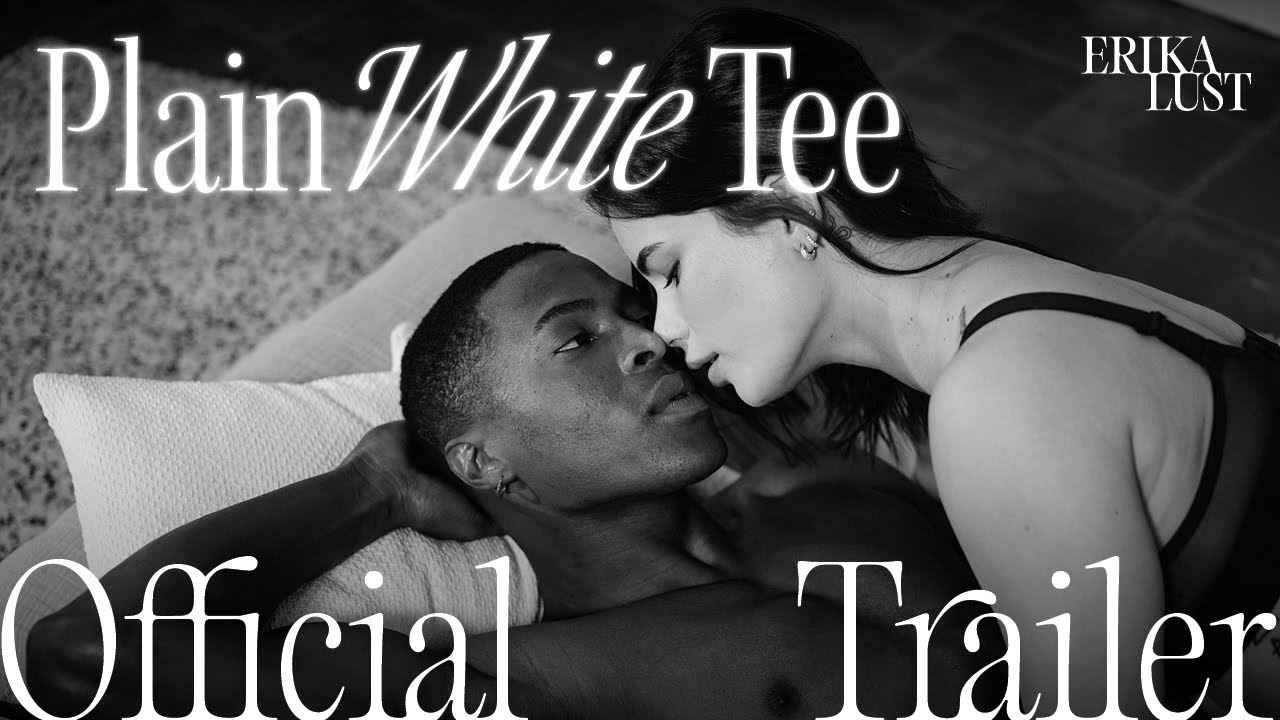 Plain White Tee
ERIKA
LUST
Official Trailer